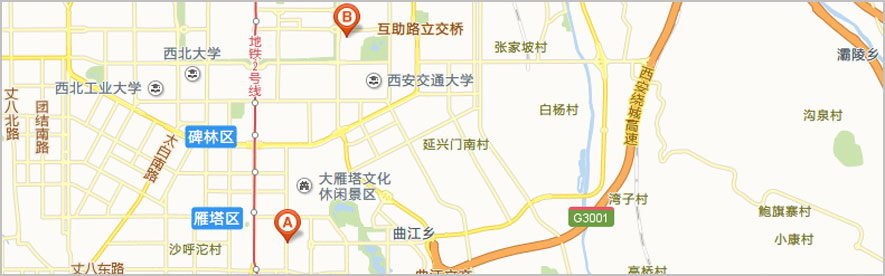 B
互助路立交桥
张家坡村
灞陵乡
西北大学
地铁2号线
西安交通大学
西安绕城高速
西北工业大学
丈八北路
团结南路
白杨村
沟泉村
太白南路
碑林区
延兴门南村
大雁塔文化
休闲景区
雁塔区
A
G3001
湾子村
鲍旗寨村
沙呼沱村
曲江乡
小康村
丈八东路
高桥村